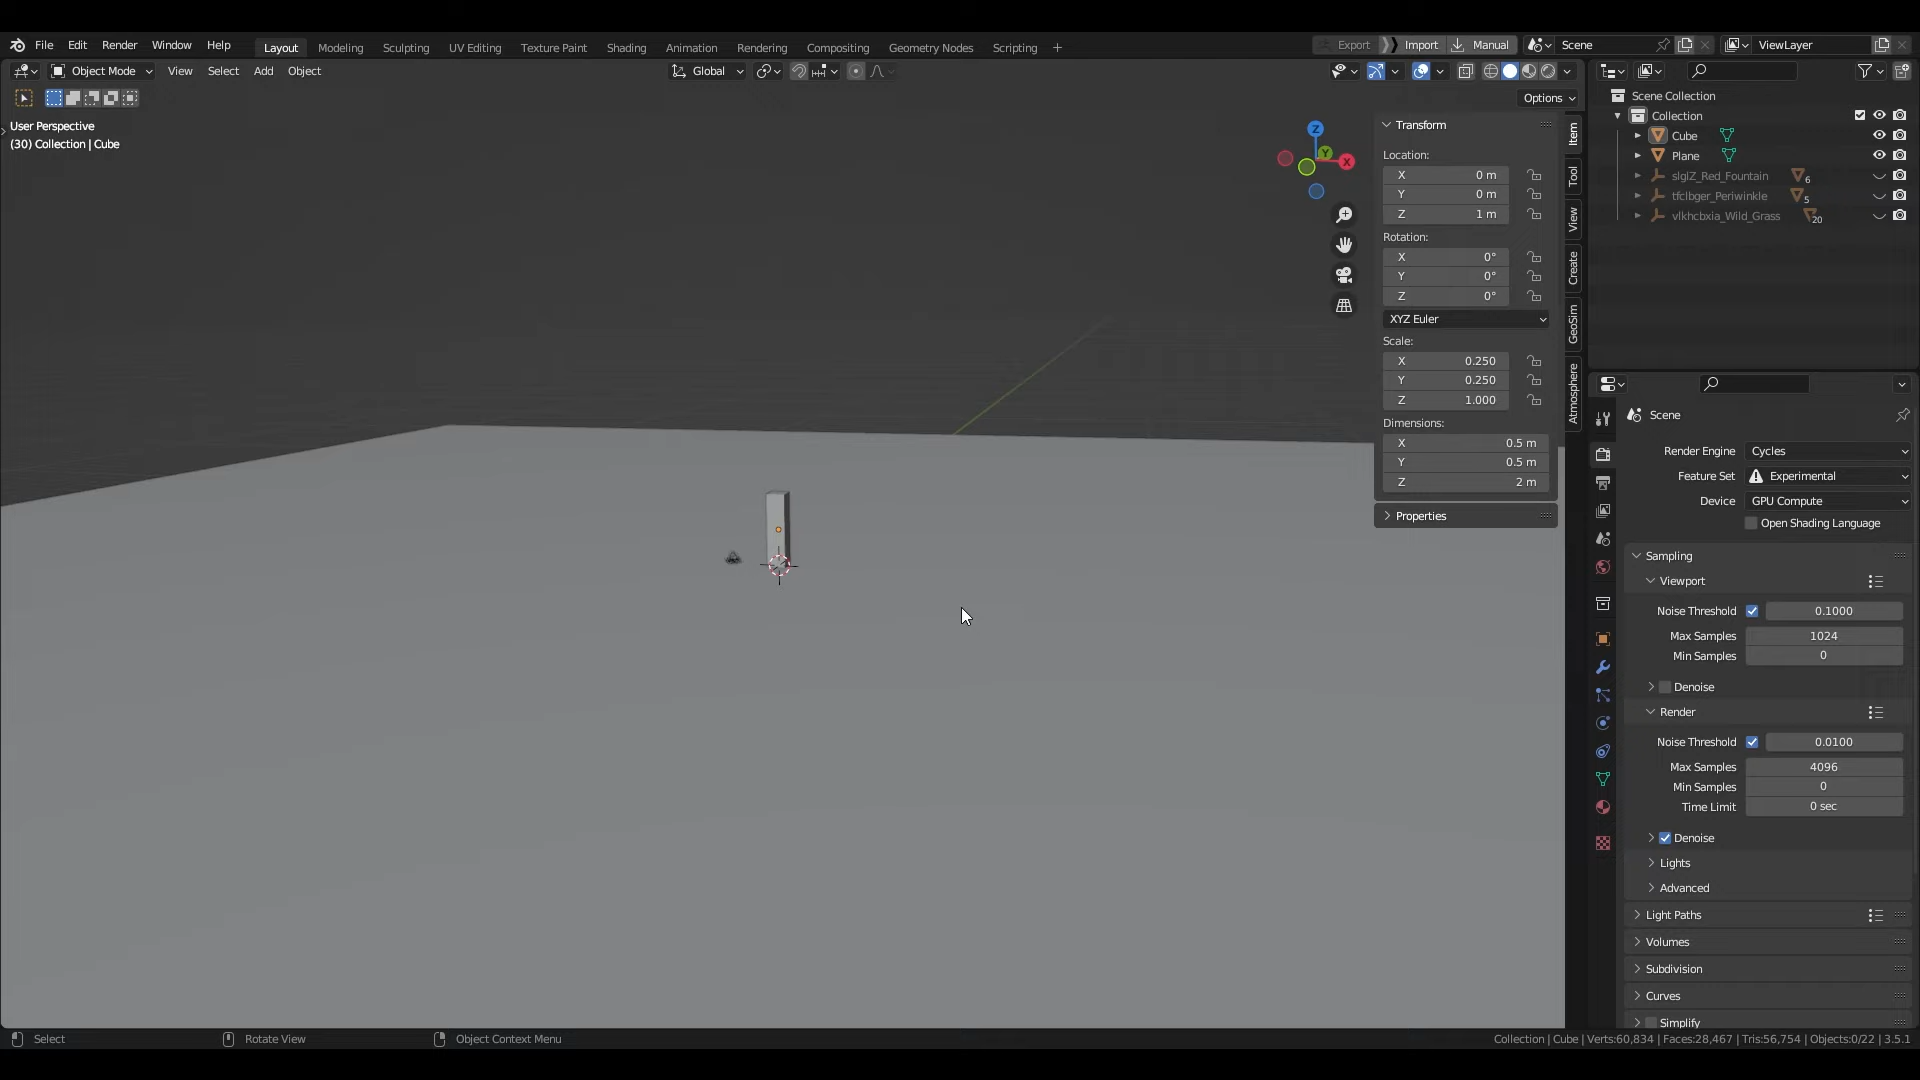 File Edit Render Window Help Layout Modeling Sculpting UV Editing Texture Paint Shading Animation Rendering Compositing Geometry Nodes Scripting + Export Import Manual Scene ViewLayer
Object Mode View Select Add Object Global
Options
User Perspective
(30) Collection | Cube
Z
Y
X
Transform
Location:
X 0 m
Y 0 m
Z 1 m
Rotation:
X 0°
Y 0°
Z 0°
XYZ Euler
Scale:
X 0.250
Y 0.250
Z 1.000
Dimensions:
X 0.5 m
Y 0.5 m
Z 2 m
Properties
Item
Tool
View
Create
GeoSim
Atmosphere
Scene Collection
Collection
Cube
Plane
slglZ_Red_Fountain 6
tfclbger_Periwinkle 5
vlkhcbxia_Wild_Grass 20
Scene
Render Engine Cycles
Feature Set Experimental
Device GPU Compute
Open Shading Language
Sampling
Viewport
Noise Threshold 0.1000
Max Samples 1024
Min Samples 0
Denoise
Render
Noise Threshold 0.0100
Max Samples 4096
Min Samples 0
Time Limit 0 sec
Denoise
Lights
Advanced
Light Paths
Volumes
Subdivision
Curves
Simplify
Select Rotate View Object Context Menu Collection | Cube | Verts:60,834 | Faces:28,467 | Tris:56,754 | Objects:0/22 | 3.5.1